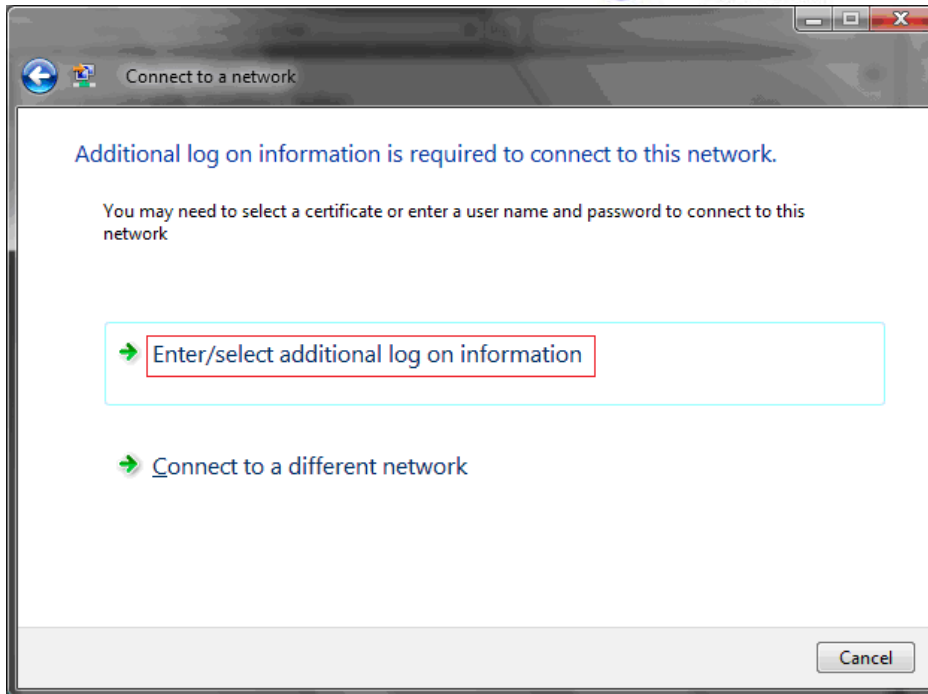 Connect to a network
Additional log on information is required to connect to this network.
You may need to select a certificate or enter a user name and password to connect to this
network
Enter/select additional log on information
Connect to a different network
Cancel